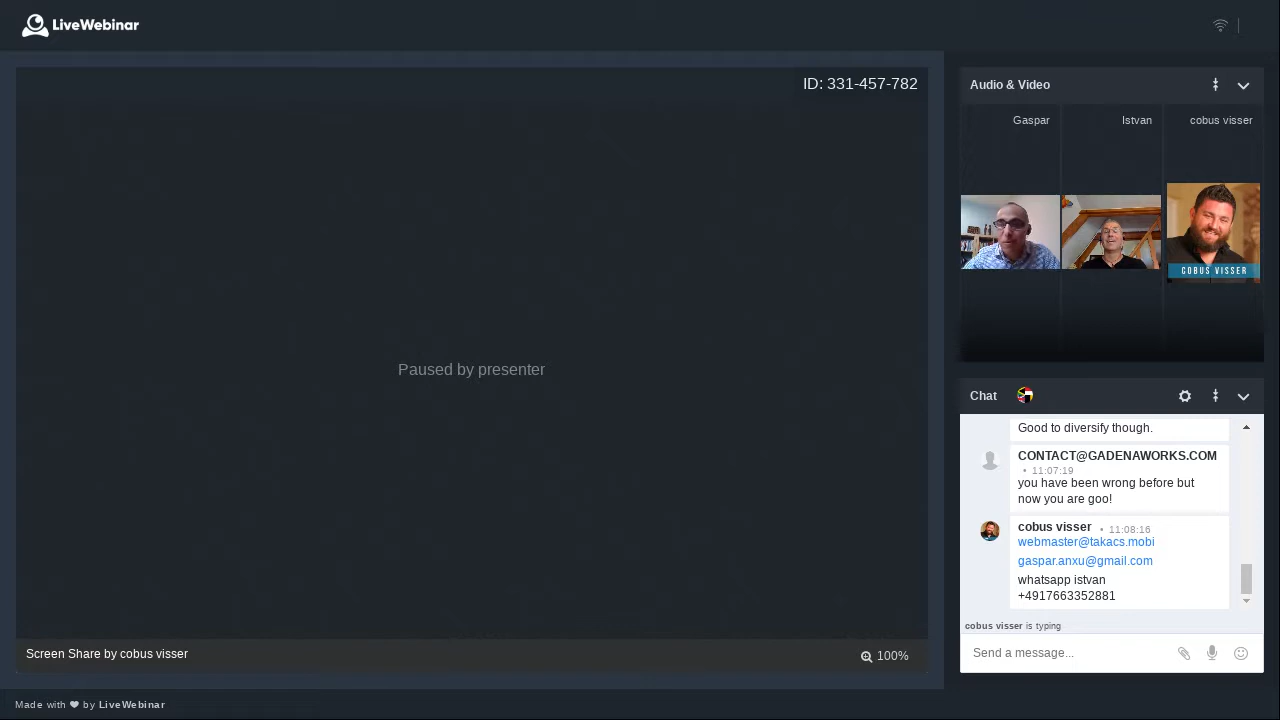 LiveWebinar
ID: 331-457-782
Paused by presenter
Screen Share by cobus visser
100%
Audio & Video
Gaspar
Istvan
cobus visser
COBUS VISSER
Chat
Good to diversify though.
CONTACT@GADENAWORKS.COM
• 11:07:19
you have been wrong before but
now you are goo!
cobus visser • 11:08:16
webmaster@takacs.mobi
gaspar.anxu@gmail.com
whatsapp istvan
+4917663352881
cobus visser is typing
Send a message...
Made with ❤ by LiveWebinar